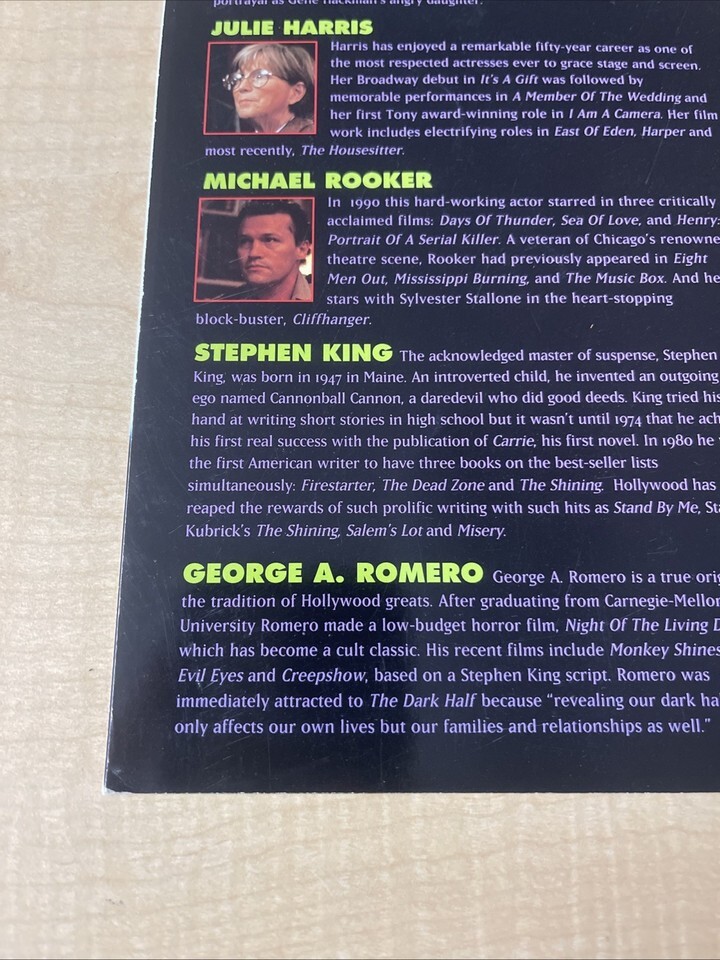 portrayal as Gene Hackman's angry daughter.
JULIE HARRIS
Harris has enjoyed a remarkable fifty-year career as one of
the most respected actresses ever to grace stage and screen.
Her Broadway debut in It's A Gift was followed by
memorable performances in A Member Of The Wedding and
her first Tony award-winning role in I Am A Camera. Her film
work includes electrifying roles in East Of Eden, Harper and
most recently, The Housesitter.
MICHAEL ROOKER
In 1990 this hard-working actor starred in three critically
acclaimed films: Days Of Thunder, Sea Of Love, and Henry:
Portrait Of A Serial Killer. A veteran of Chicago's renowne
theatre scene, Rooker had previously appeared in Eight
Men Out, Mississippi Burning, and The Music Box. And he
stars with Sylvester Stallone in the heart-stopping
block-buster, Cliffhanger.
STEPHEN KING The acknowledged master of suspense, Stephen
King, was born in 1947 in Maine. An introverted child, he invented an outgoing
ego named Cannonball Cannon, a daredevil who did good deeds. King tried his
hand at writing short stories in high school but it wasn't until 1974 that he ach
his first real success with the publication of Carrie, his first novel. In 1980 he
the first American writer to have three books on the best-seller lists
simultaneously: Firestarter, The Dead Zone and The Shining. Hollywood has
reaped the rewards of such prolific writing with such hits as Stand By Me, Sta
Kubrick's The Shining, Salem's Lot and Misery.
GEORGE A. ROMERO George A. Romero is a true orig
the tradition of Hollywood greats. After graduating from Carnegie-Mellon
University Romero made a low-budget horror film, Night Of The Living D
which has become a cult classic. His recent films include Monkey Shines
Evil Eyes and Creepshow, based on a Stephen King script. Romero was
immediately attracted to The Dark Half because "revealing our dark ha
only affects our own lives but our families and relationships as well."